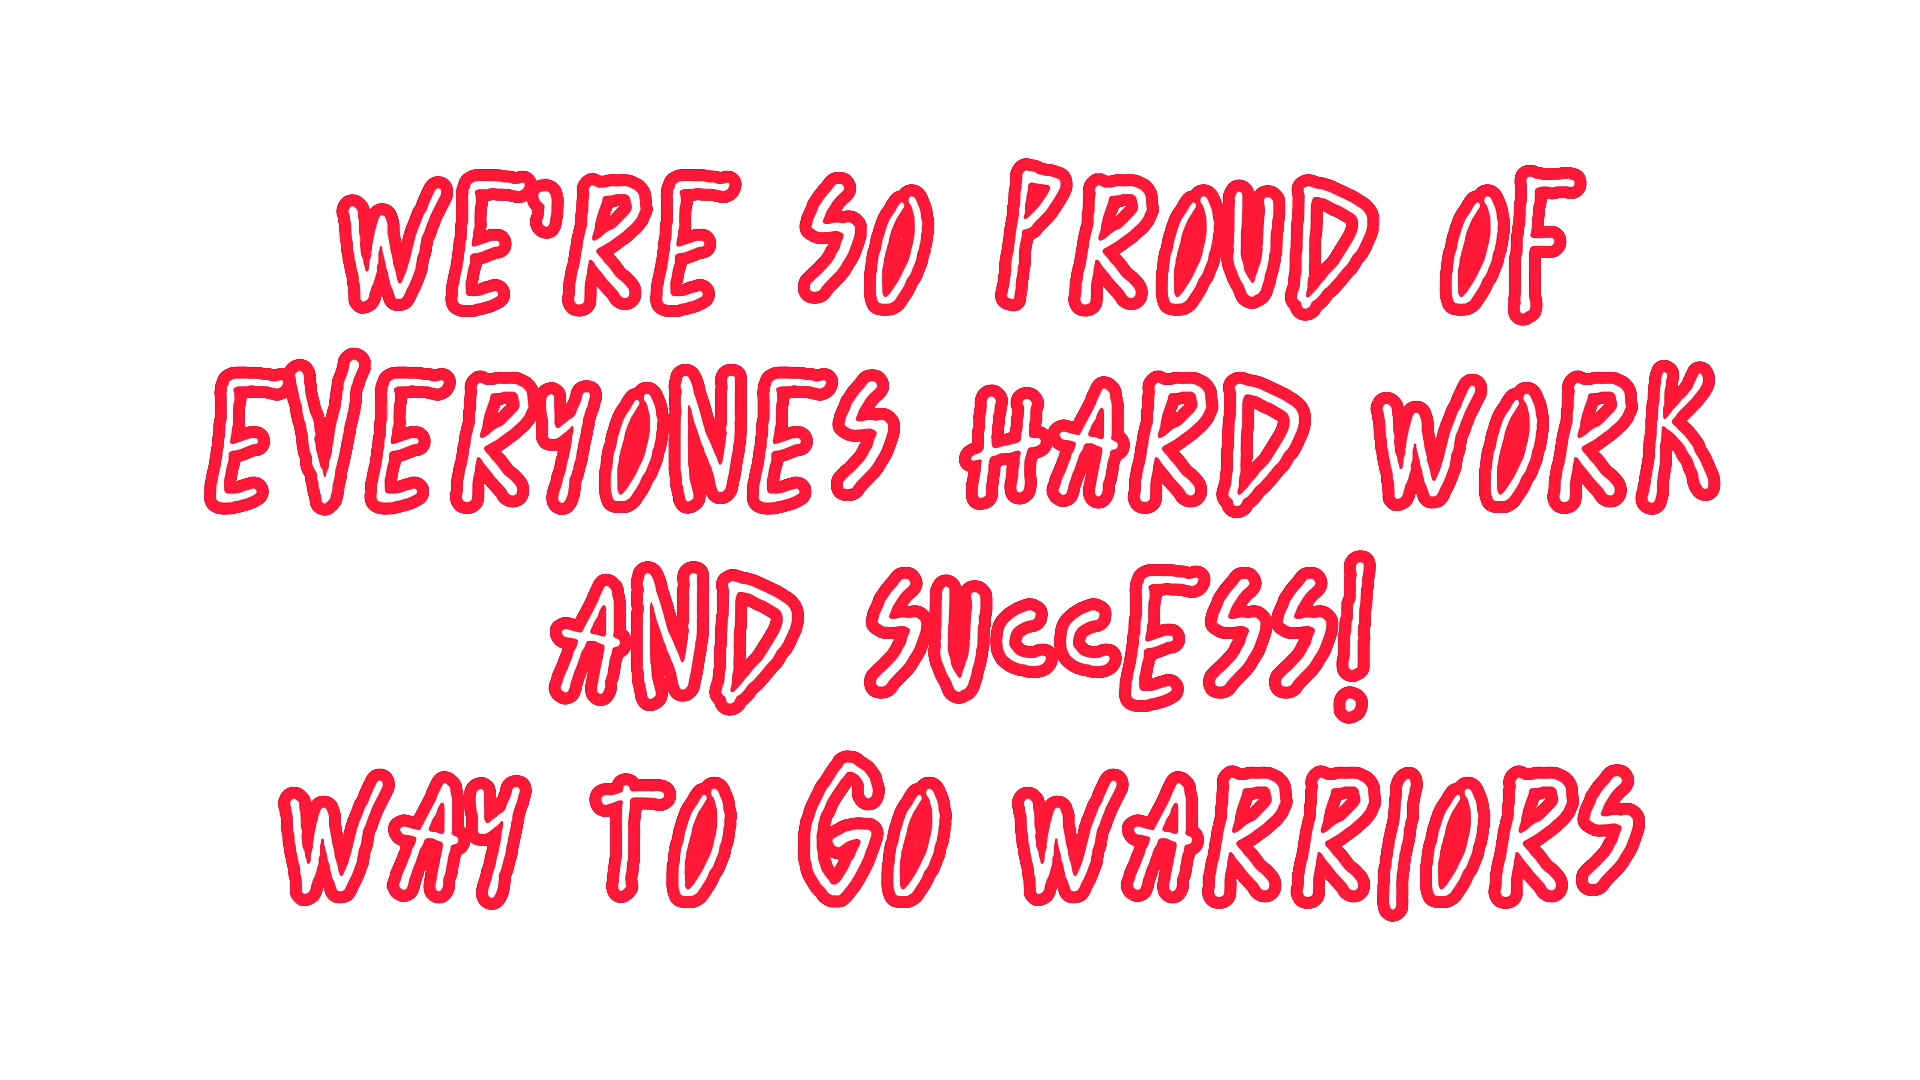 WE'RE SO PROUD OF
EVERYONES HARD WORK
AND SUCCESS!
WAY TO GO WARRIORS